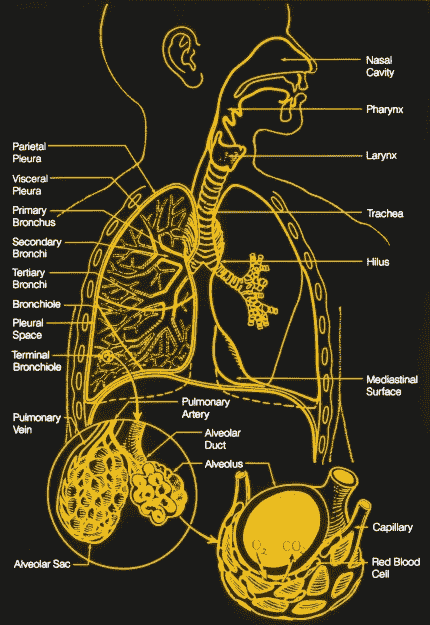 Nasal
Cavity
Pharynx
Larynx
Trachea
Hilus
Mediastinal
Surface
Parietal
Pleura
Visceral
Pleura
Primary
Bronchus
Secondary
Bronchi
Tertiary
Bronchi
Bronchiole
Pleural
Space
Terminal
Bronchiole
Pulmonary
Vein
Pulmonary
Artery
Alveolar
Duct
Alveolus
Alveolar Sac
O2
CO2
Capillary
Red Blood
Cell